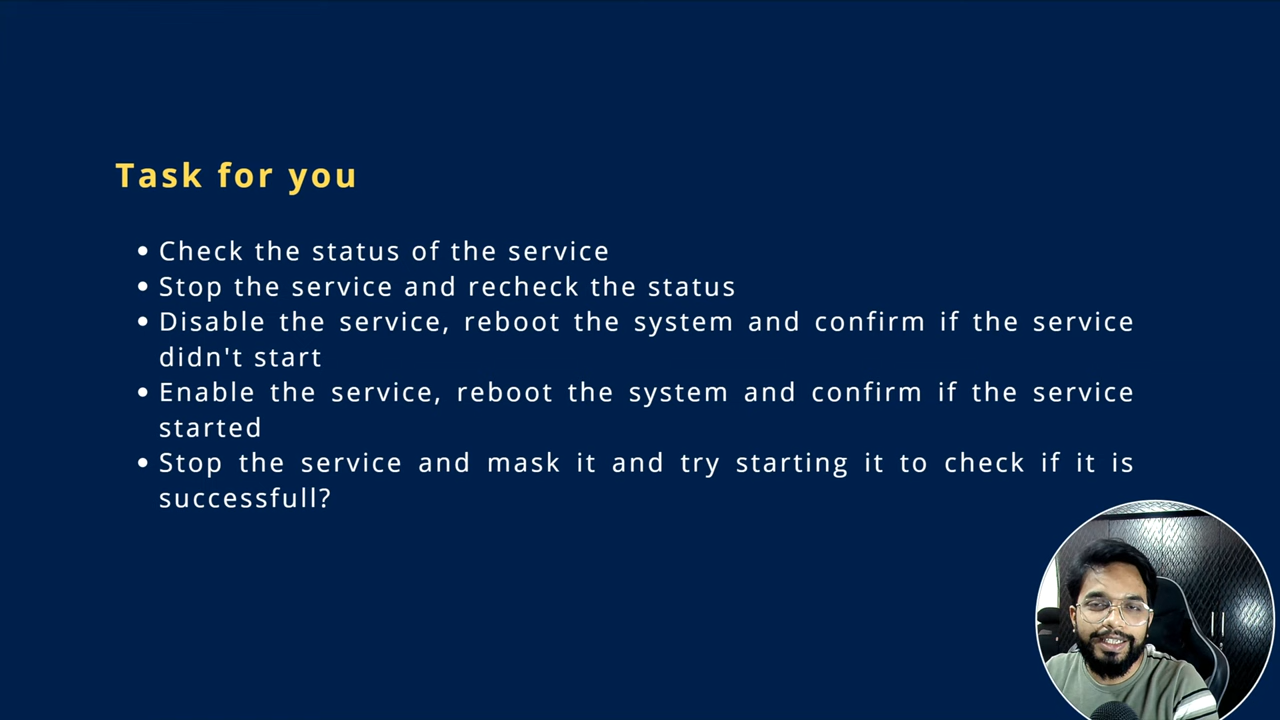 Task for you
• Check the status of the service
• Stop the service and recheck the status
• Disable the service, reboot the system and confirm if the service
didn't start
• Enable the service, reboot the system and confirm if the service
started
• Stop the service and mask it and try starting it to check if it is
successfull?